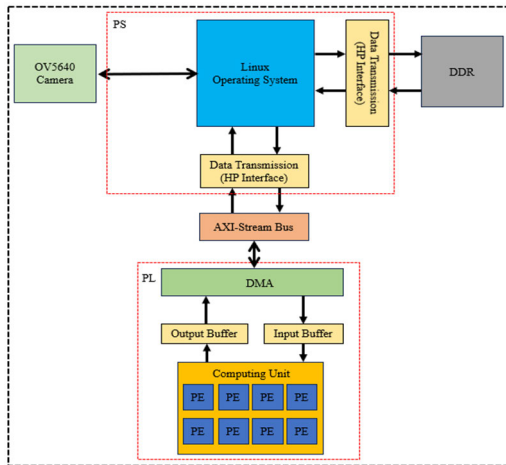 PS
OV5640
Camera
Linux
Operating System
Data Transmission
(HP Interface)
DDR
Data Transmission
(HP Interface)
AXI-Stream Bus
PL
DMA
Output Buffer
Input Buffer
Computing Unit
PE PE PE PE
PE PE PE PE